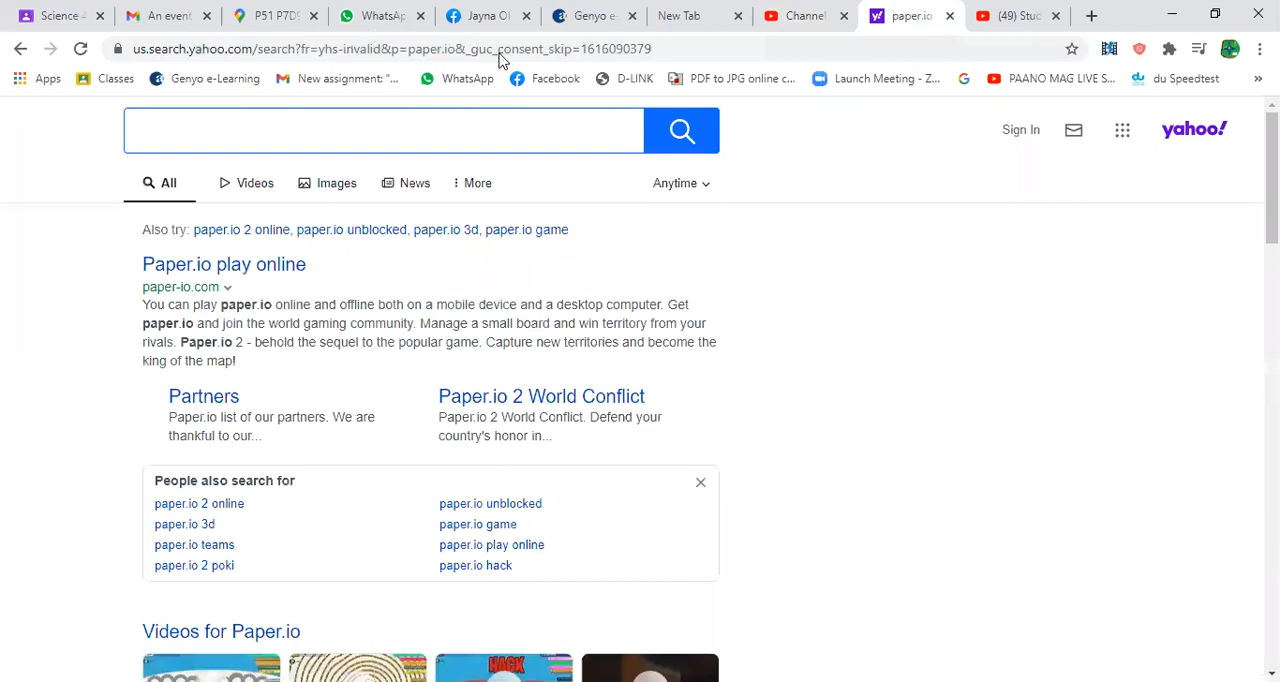 Science 4
An event
P51 P7D9
WhatsAp
Jayna Ol
Genyo e
New Tab
Channel
paper.io
(49) Stud
us.search.yahoo.com/search?fr=yhs-invalid&p=paper.io&_guc_consent_skip=1616090379
Apps
Classes
Genyo e-Learning
New assignment: "...
WhatsApp
Facebook
D-LINK
PDF to JPG online c...
Launch Meeting - Z...
PAANO MAG LIVE S...
du Speedtest
Sign In
yahoo!
All
Videos
Images
News
More
Anytime
Also try: paper.io 2 online, paper.io unblocked, paper.io 3d, paper.io game
Paper.io play online
paper-io.com
You can play paper.io online and offline both on a mobile device and a desktop computer. Get
paper.io and join the world gaming community. Manage a small board and win territory from your
rivals. Paper.io 2 - behold the sequel to the popular game. Capture new territories and become the
king of the map!
Partners
Paper.io list of our partners. We are
thankful to our...
Paper.io 2 World Conflict
Paper.io 2 World Conflict. Defend your
country's honor in...
People also search for
paper.io 2 online
paper.io unblocked
paper.io 3d
paper.io game
paper.io teams
paper.io play online
paper.io 2 poki
paper.io hack
Videos for Paper.io
HACK